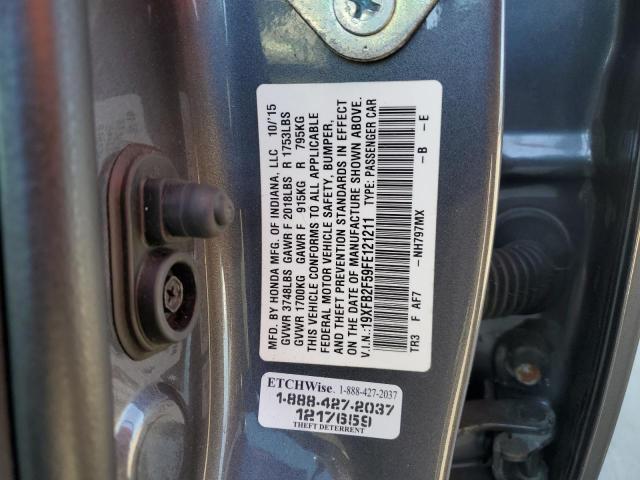 MFD. BY HONDA MFG. OF INDIANA, LLC 10/'15
GVWR 3748LBS GAWR F 2018LBS R 1753LBS
GVWR 1700KG GAWR F 915KG R 795KG
THIS VEHICLE CONFORMS TO ALL APPLICABLE
FEDERAL MOTOR VEHICLE SAFETY, BUMPER,
AND THEFT PREVENTION STANDARDS IN EFFECT
ON THE DATE OF MANUFACTURE SHOWN ABOVE.
V.I.N.:19XFB2F59FE121211 TYPE: PASSENGER CAR
TR3 F AF7 -NH797MX -B -E
ETCHWise. 1-888-427-2037
1-888-427-2037
12176159
THEFT DETERRENT